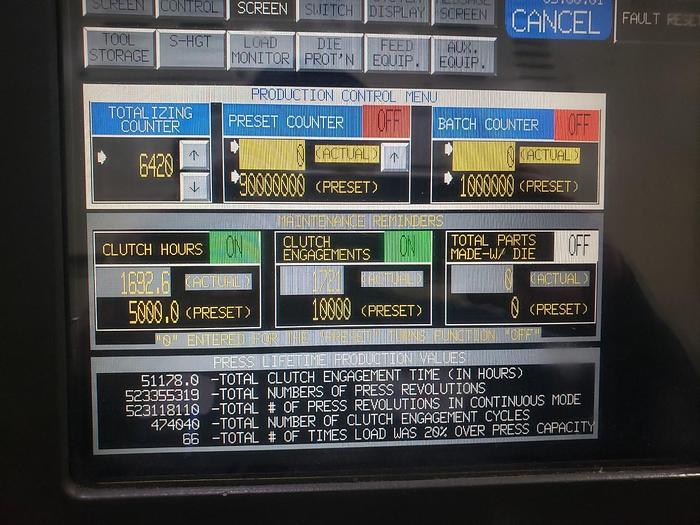 SCREEN CONTROL SCREEN SWITCH DISPLAY SCREEN
CANCEL
FAULT RESE
TOOL STORAGE
S-HGT
LOAD MONITOR
DIE PROT'N
FEED EQUIP.
AUX. EQUIP.
PRODUCTION CONTROL MENU
TOTALIZING COUNTER
6420
PRESET COUNTER OFF
0 (ACTUAL)
90000000 (PRESET)
BATCH COUNTER OFF
0 (ACTUAL)
1000000 (PRESET)
MAINTENANCE REMINDERS
CLUTCH HOURS ON
1692.6 (ACTUAL)
5000.0 (PRESET)
CLUTCH ENGAGEMENTS ON
(ACTUAL)
10000 (PRESET)
TOTAL PARTS MADE-W/ DIE OFF
0 (ACTUAL)
0 (PRESET)
"0" ENTERED FOR THE "PRESET" TURNS FUNCTION "OFF"
PRESS LIFETIME PRODUCTION VALUES
51178.0 -TOTAL CLUTCH ENGAGEMENT TIME (IN HOURS)
523355319 -TOTAL NUMBERS OF PRESS REVOLUTIONS
523118110 -TOTAL # OF PRESS REVOLUTIONS IN CONTINUOUS MODE
474040 -TOTAL NUMBER OF CLUTCH ENGAGEMENT CYCLES
66 -TOTAL # OF TIMES LOAD WAS 20% OVER PRESS CAPACITY